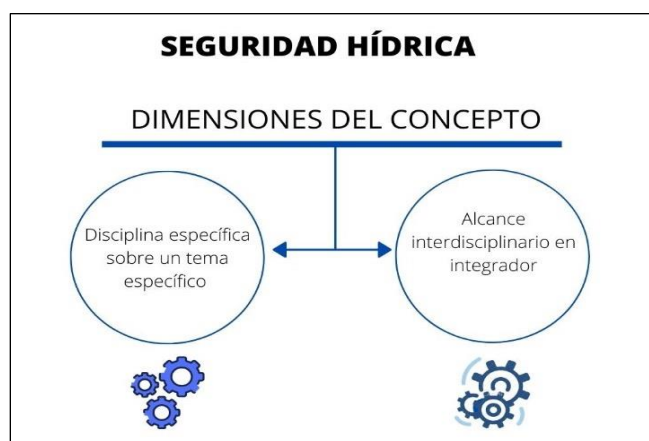 SEGURIDAD HÍDRICA
DIMENSIONES DEL CONCEPTO
Disciplina específica
sobre un tema
específico
Alcance
interdisciplinario en
integrador